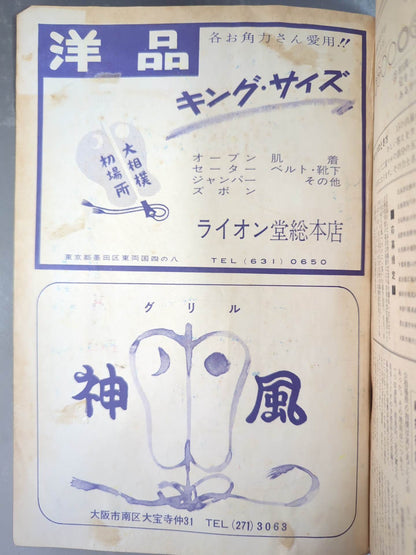 洋品
各お角力さん愛用!!
キング・サイズ
大相撲
初場所
オープン 肌着
セーター ベルト・靴下
ジャンパー その他
ズボン
ライオン堂総本店
東京都墨田区東両国四の八 TEL (631) 0650
グリル
神風
大阪市南区大宝寺仲31 TEL (271) 3063